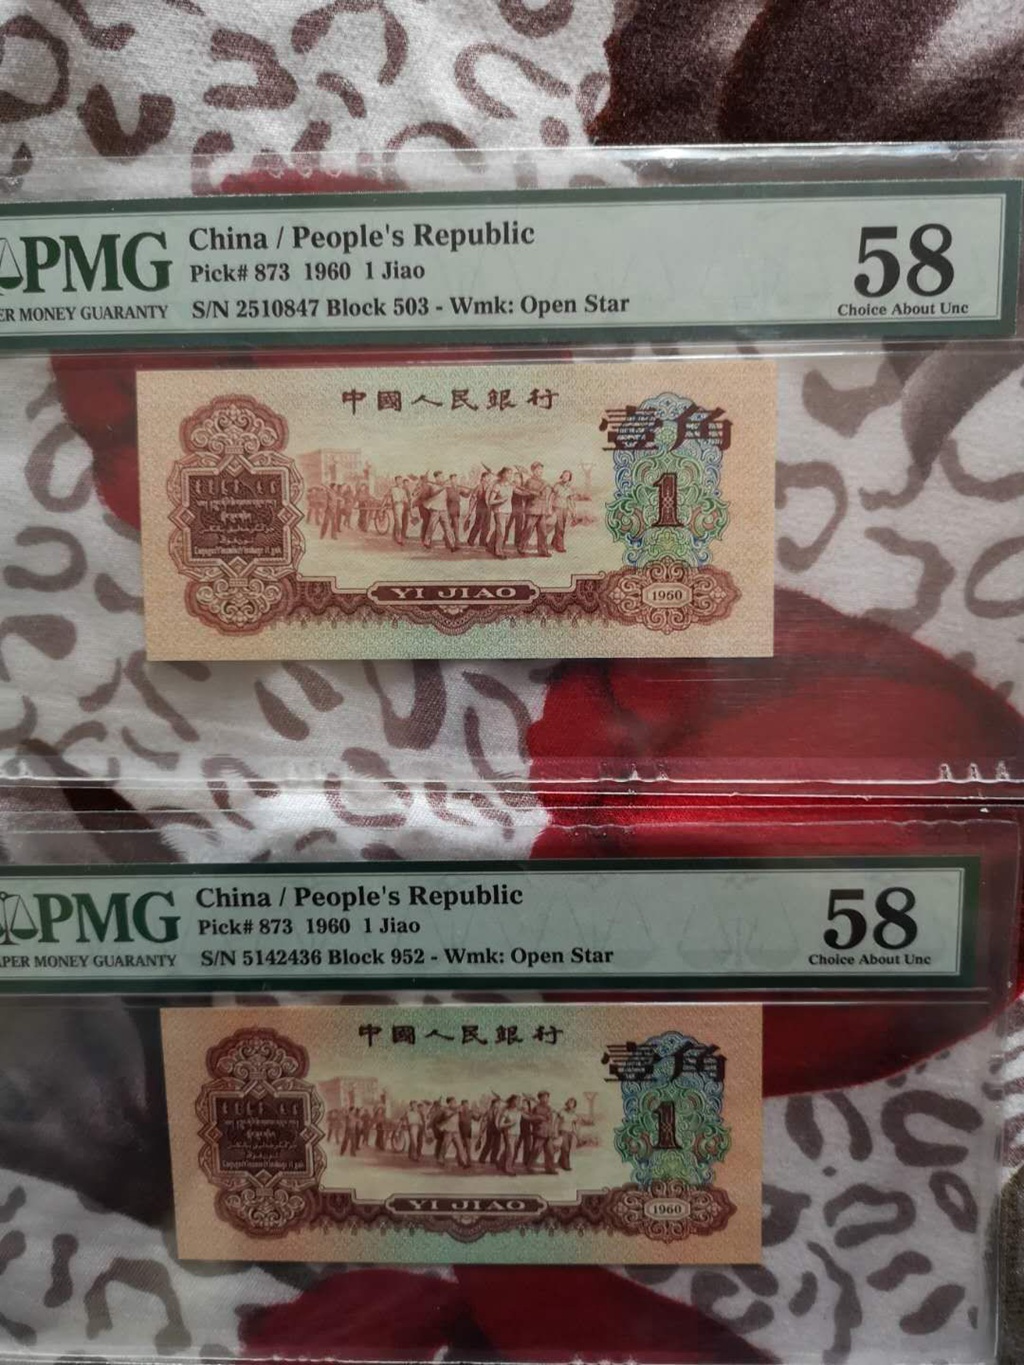 PMG
ER MONEY GUARANTY
China / People's Republic
Pick# 873 1960 1 Jiao
S/N 2510847 Block 503 - Wmk: Open Star
58
Choice About Unc
中國人民銀行
壹角
1
YI JIAO
1960
PMG
PER MONEY GUARANTY
China / People's Republic
Pick# 873 1960 1 Jiao
S/N 5142436 Block 952 - Wmk: Open Star
58
Choice About Unc
中國人民銀行
壹角
1
YI JIAO
1960